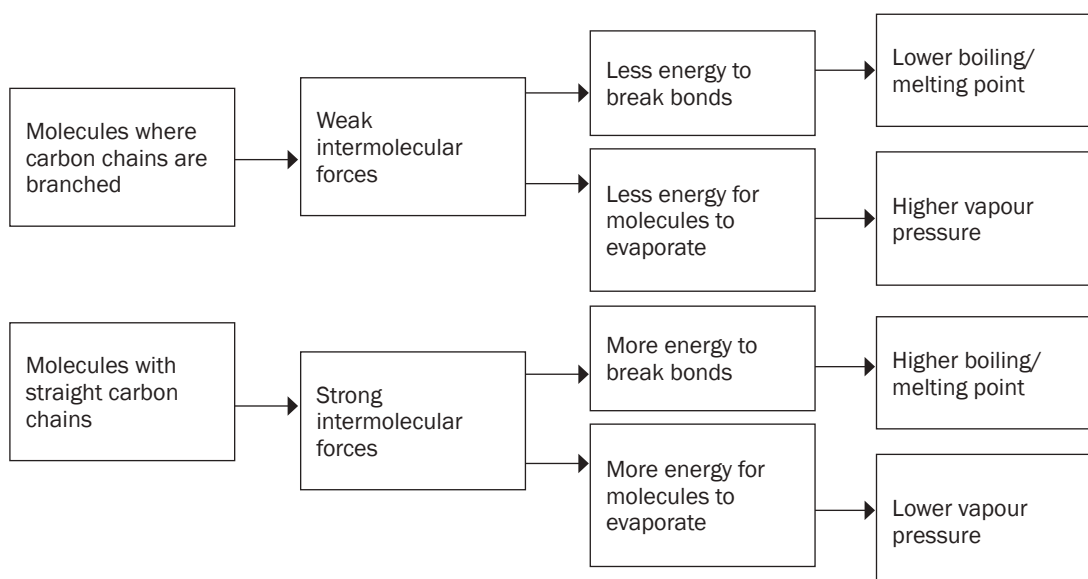 Molecules where
carbon chains are
branched
Weak
intermolecular
forces
Less energy to
break bonds
Lower boiling/
melting point
Less energy for
molecules to
evaporate
Higher vapour
pressure
Molecules with
straight carbon
chains
Strong
intermolecular
forces
More energy to
break bonds
Higher boiling/
melting point
More energy for
molecules to
evaporate
Lower vapour
pressure